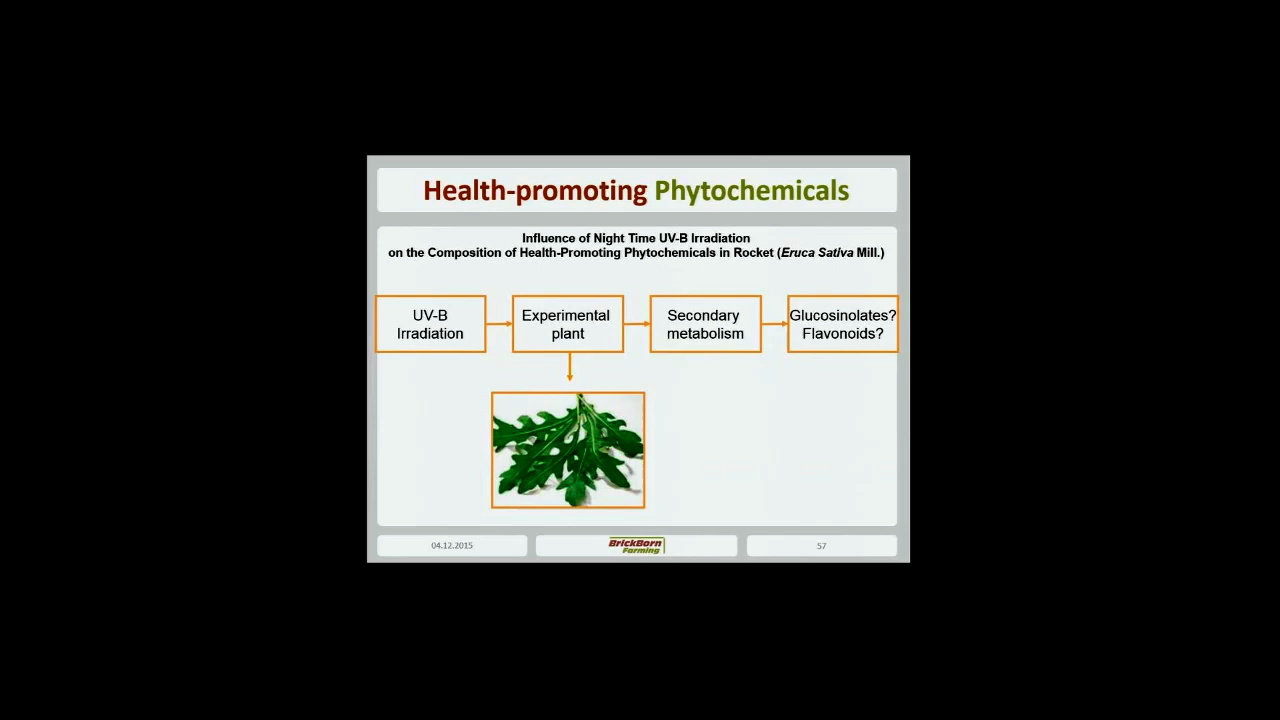 Health-promoting Phytochemicals
Influence of Night Time UV-B Irradiation
on the Composition of Health-Promoting Phytochemicals in Rocket (Eruca Sativa Mill.)
UV-B
Irradiation
Experimental
plant
Secondary
metabolism
Glucosinolates?
Flavonoids?
04.12.2015
BrickBorn
Farming
57